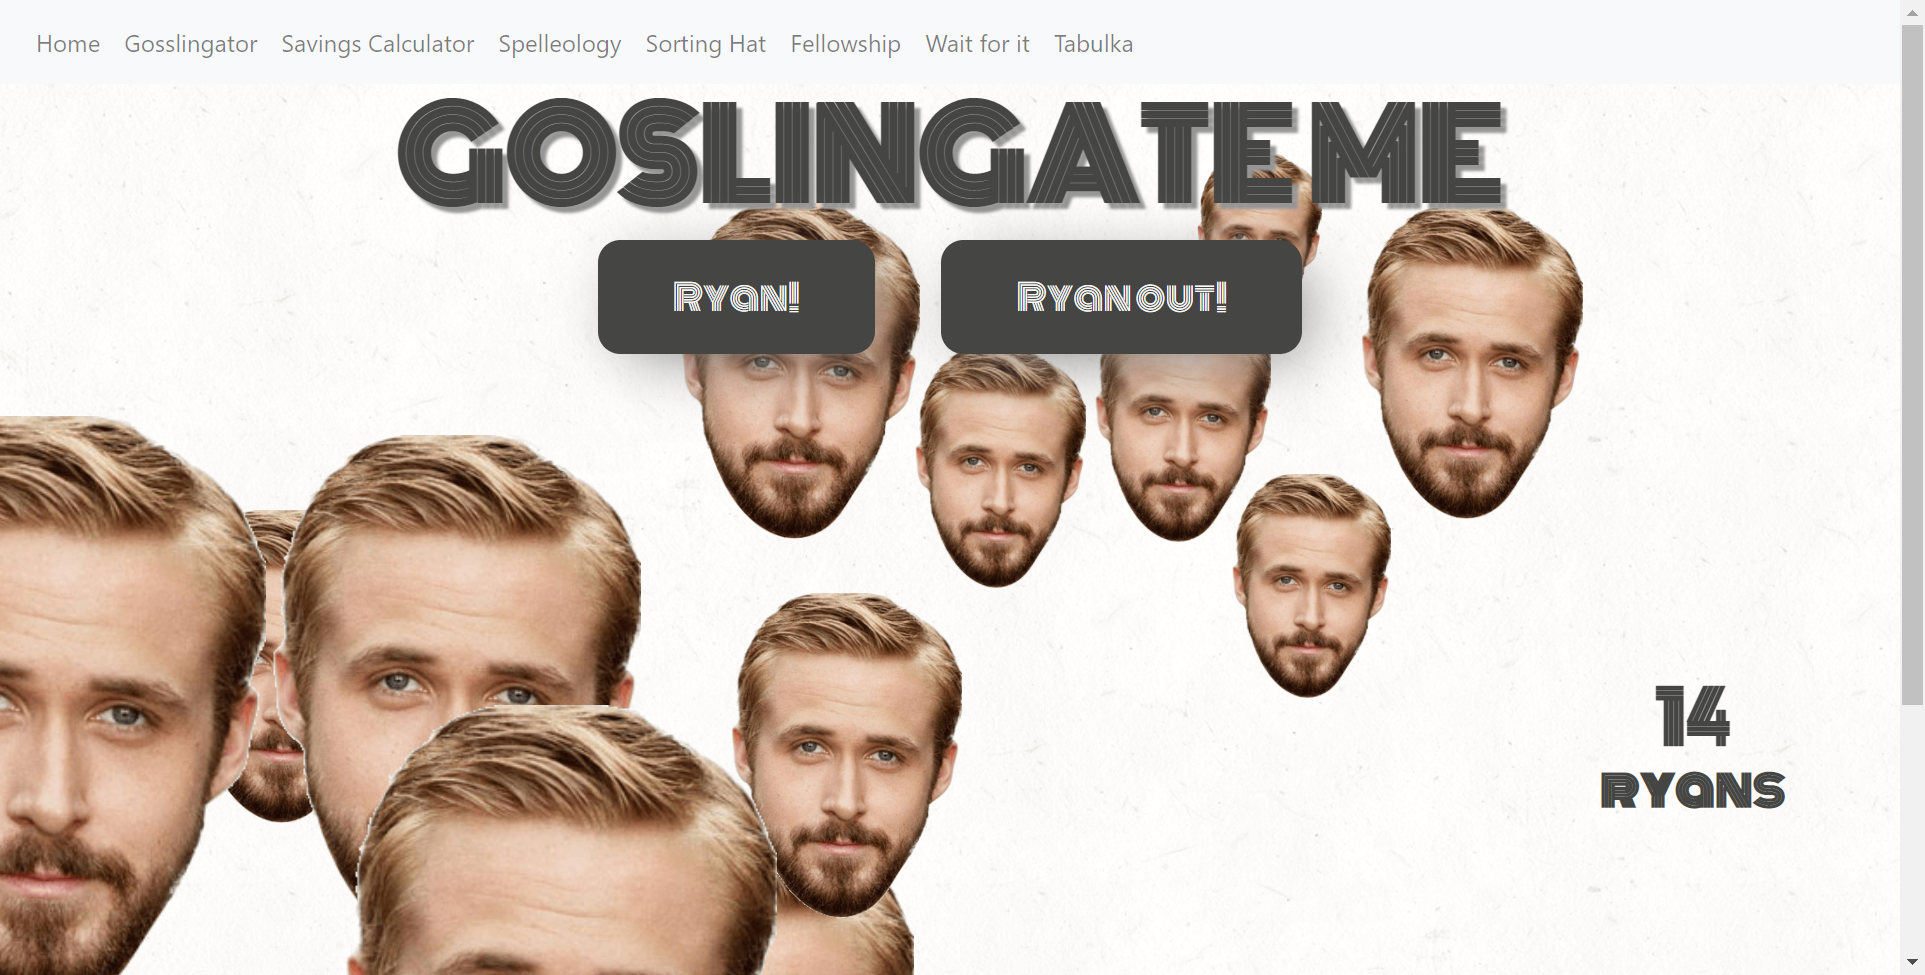 Home Gosslingator Savings Calculator Spelleology Sorting Hat Fellowship Wait for it Tabulka
GOSLINGATE ME
Ryan!
Ryan out!
14
RYANS